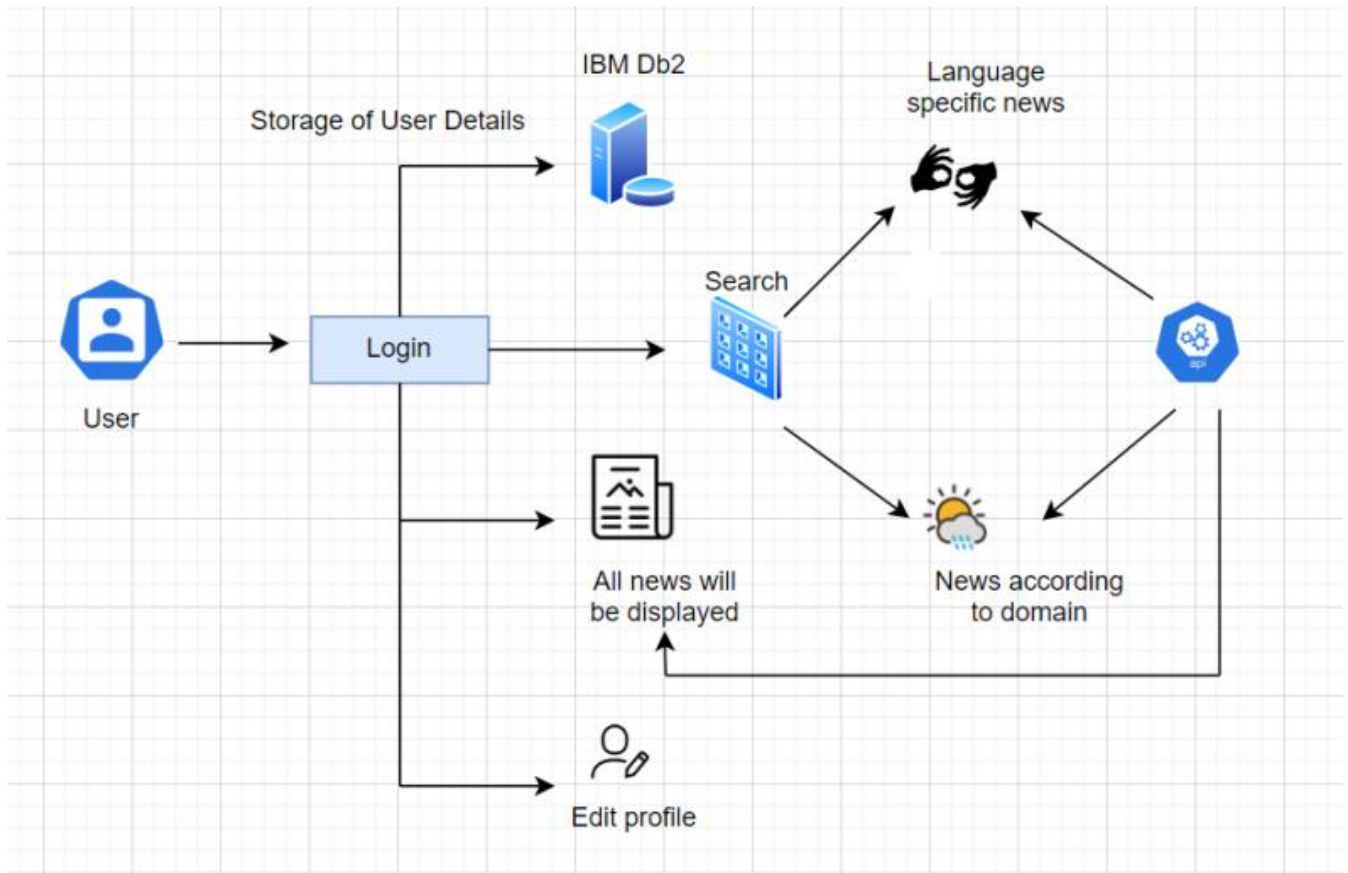 IBM Db2
Language
specific news
Storage of User Details
Search
Login
api
User
All news will
be displayed
News according
to domain
Edit profile